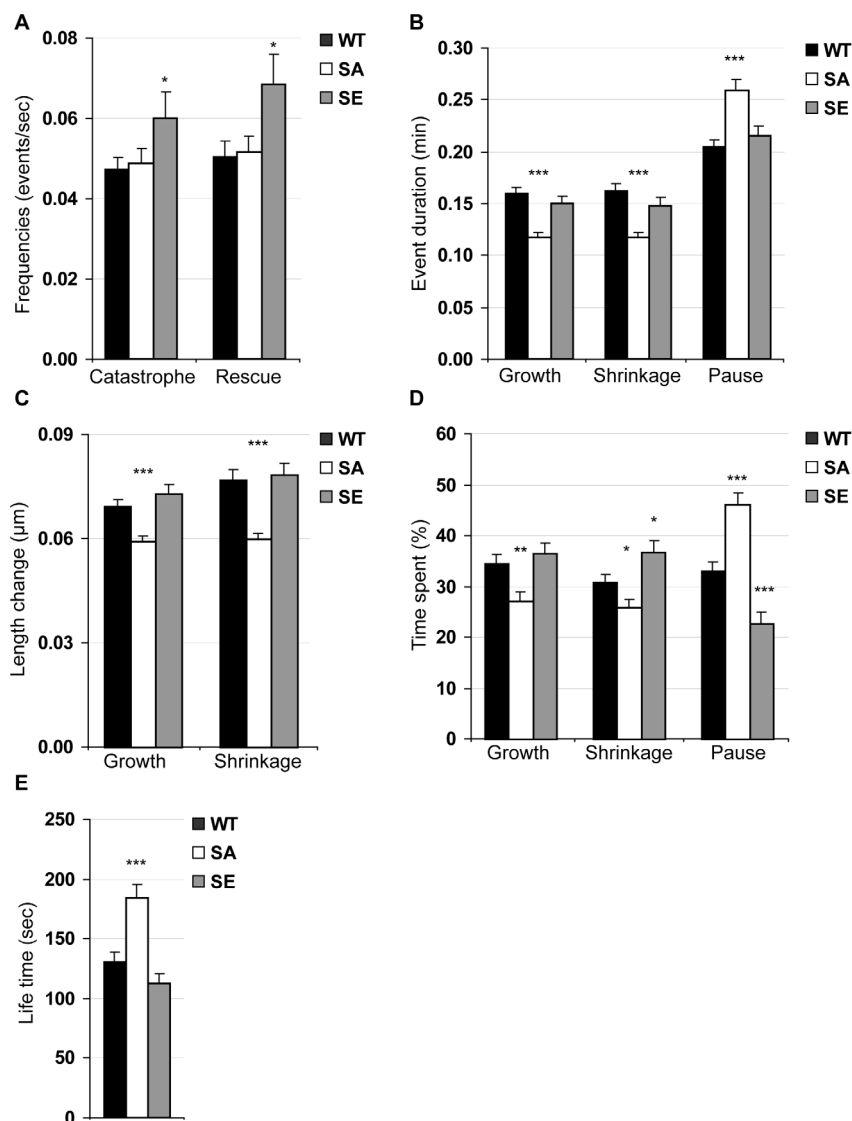 A
Frequencies (events/sec)
0.08
0.06
0.04
0.02
0.00
*
*
Catastrophe Rescue
WT
SA
SE
B
Event duration (min)
0.30
0.25
0.20
0.15
0.10
0.05
0.00
***
***
***
Growth Shrinkage Pause
WT
SA
SE
C
Length change (µm)
0.09
0.06
0.03
0.00
***
***
Growth Shrinkage
WT
SA
SE
D
Time spent (%)
60
50
40
30
20
10
0
**
*
*
***
***
Growth Shrinkage Pause
WT
SA
SE
E
Life time (sec)
250
200
150
100
50
0
***
WT
SA
SE